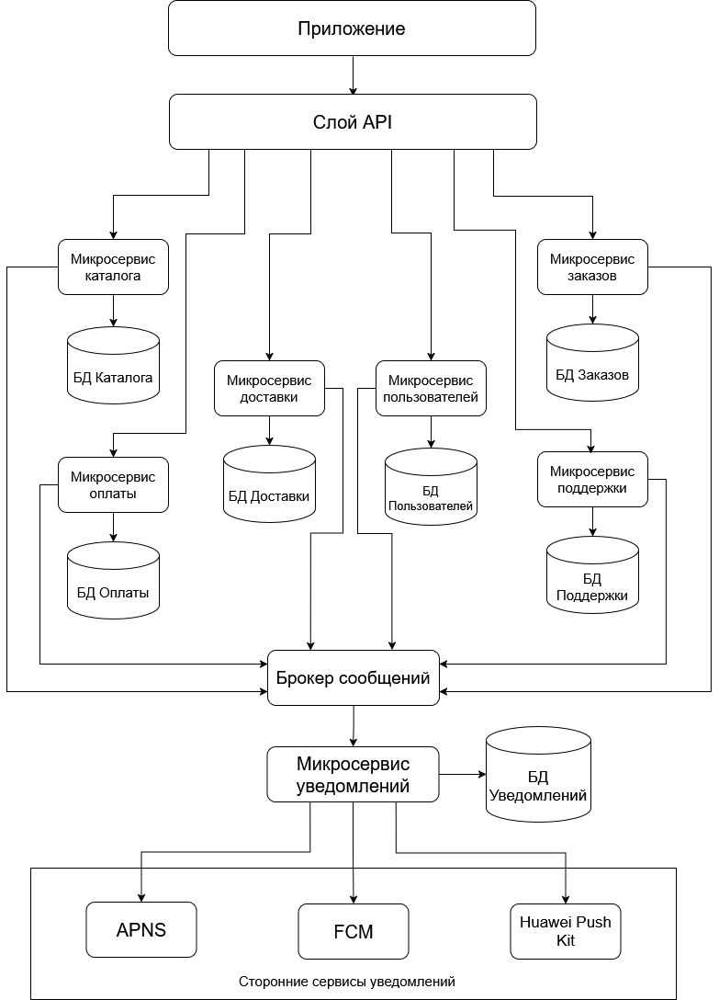 Приложение
Слой API
Микросервис
каталога
Микросервис
заказов
БД Каталога
БД Заказов
Микросервис
доставки
Микросервис
пользователей
Микросервис
оплаты
БД Доставки
БД
Пользователей
Микросервис
поддержки
БД Оплаты
БД
Поддержки
Брокер сообщений
Микросервис
уведомлений
БД
Уведомлений
APNS
FCM
Huawei Push
Kit
Сторонние сервисы уведомлений